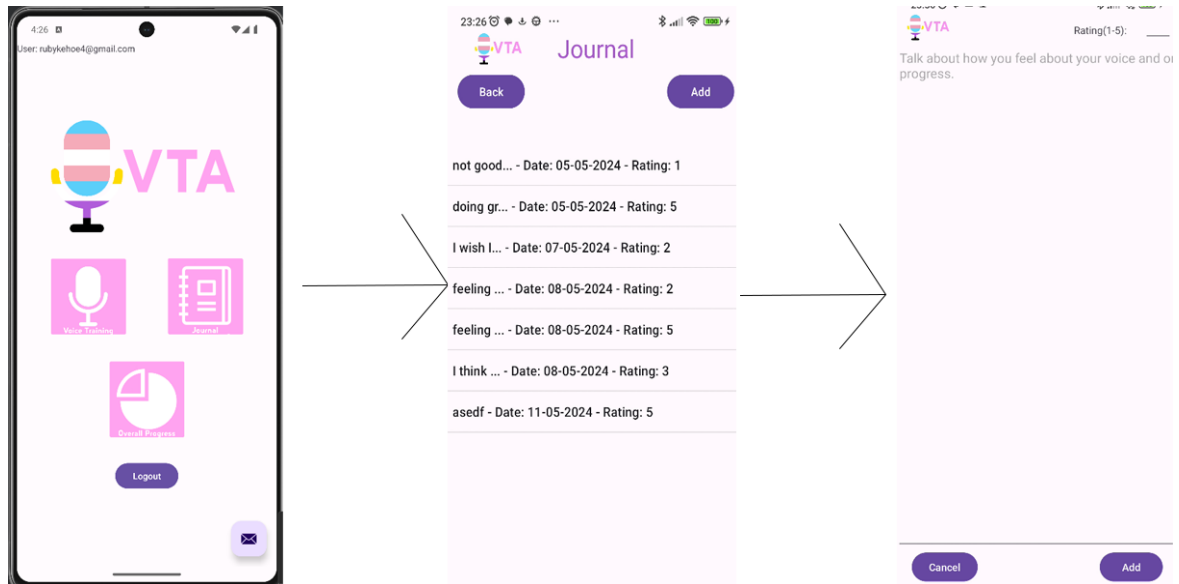 4:26
User: rubykehoe4@gmail.com
VTA
Voice Training
Journal
Overall Progress
Logout
23:26
VTA
Journal
Back
Add
not good... - Date: 05-05-2024 - Rating: 1
doing gr... - Date: 05-05-2024 - Rating: 5
I wish I... - Date: 07-05-2024 - Rating: 2
feeling ... - Date: 08-05-2024 - Rating: 2
feeling ... - Date: 08-05-2024 - Rating: 5
I think ... - Date: 08-05-2024 - Rating: 3
asedf - Date: 11-05-2024 - Rating: 5
VTA
Rating(1-5):
Talk about how you feel about your voice and
progress.
Cancel
Add